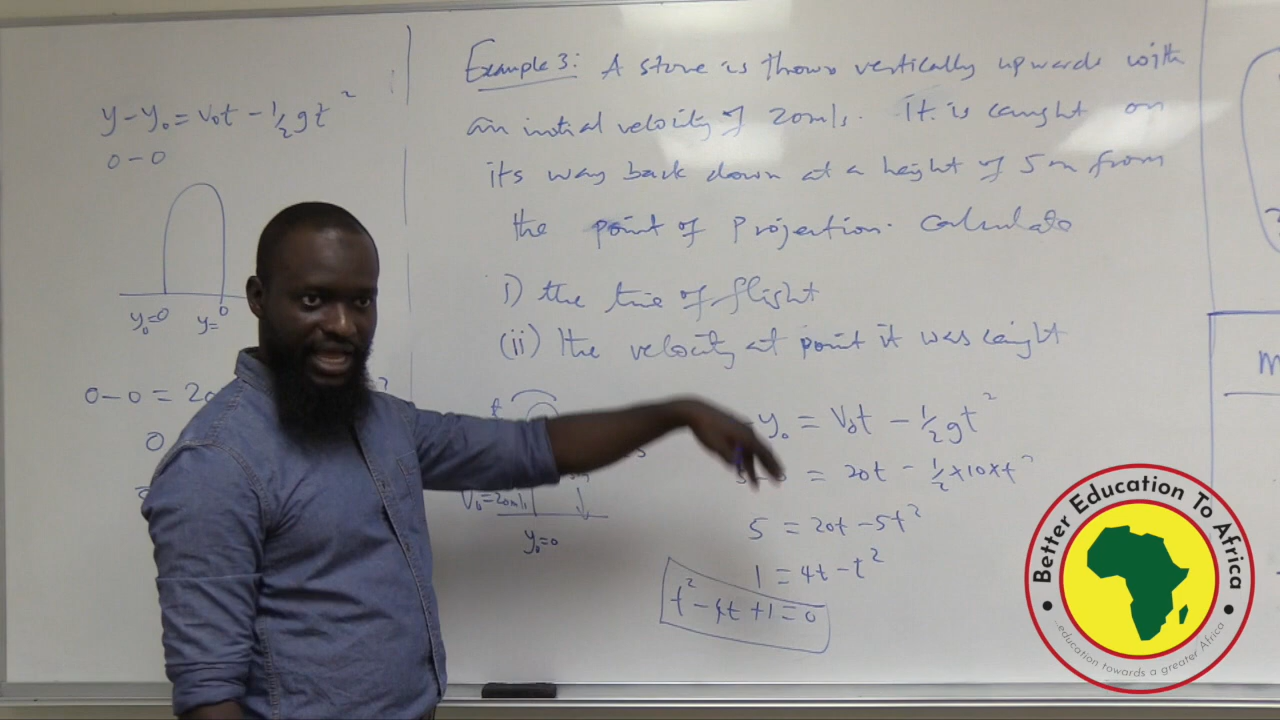 y-y₀ = v₀t - ½gt²
0-0
y₀=0 y=0
0-0 = 20
0
Example 3: A stone is thrown vertically upwards with
an initial velocity of 20m/s. It is caught on
its way back down at a height of 5m from
the point of projection. Calculate
i) the time of flight
(ii) the velocity at point it was caught
y₀ = V₀t - ½gt²
= 20t - ½×10×t²
V₀=20m/s
y₀=0
5 = 20t - 5t²
1 = 4t - t²
t² - 4t + 1 = 0
M
Better Education To Africa
..education towards a greater Africa